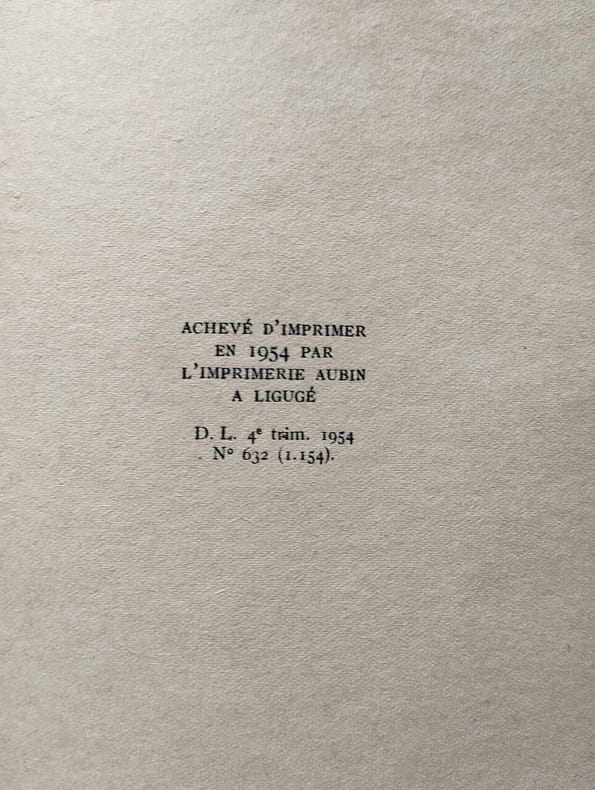 ACHEVÉ D'IMPRIMER
EN 1954 PAR
L'IMPRIMERIE AUBIN
A LIGUGÉ
D. L. 4e trim. 1954
Nº 632 (1.154).